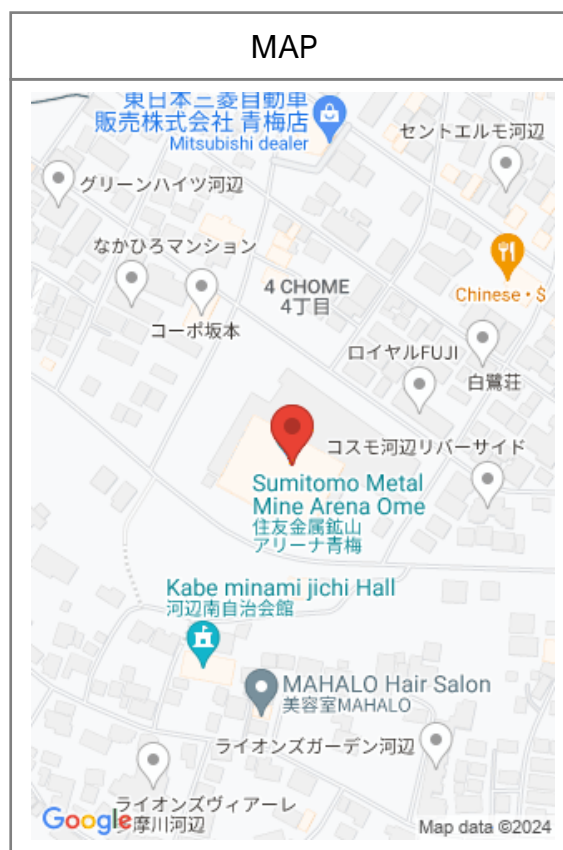 MAP
東日本三菱自動車
販売株式会社 青梅店
Mitsubishi dealer
セントエルモ河辺
グリーンハイツ河辺
なかひろマンション
4 CHOME
4丁目
Chinese・$
コーポ坂本
ロイヤルFUJI
白鷺荘
コスモ河辺リバーサイド
Sumitomo Metal
Mine Arena Ome
住友金属鉱山
アリーナ青梅
Kabe minami jichi Hall
河辺南自治会館
MAHALO Hair Salon
美容室MAHALO
ライオンズガーデン河辺
ライオンズヴィアーレ
摩川河辺
Google
Map data ©2024